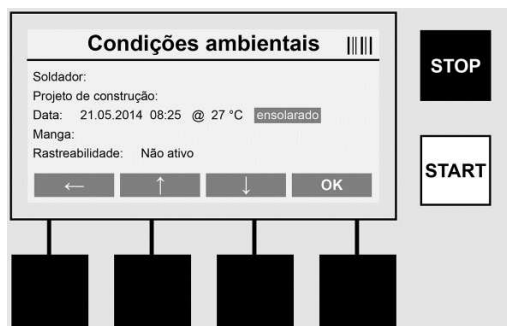 Condições ambientais
Soldador:
Projeto de construção:
Data: 21.05.2014 08:25 @ 27 °C ensolarado
Manga:
Rastreabilidade: Não ativo
← ↑ ↓ OK
STOP
START